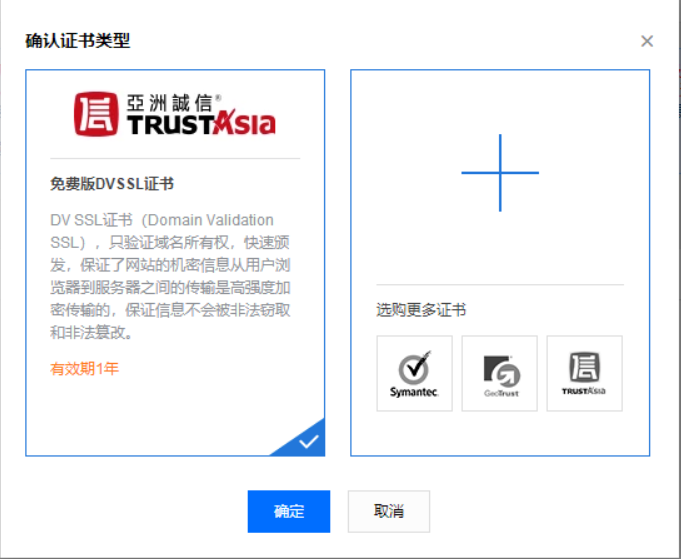 确认证书类型
亞洲誠信®
TRUSTAsia
免费版DVSSL证书
DV SSL证书（Domain Validation
SSL），只验证域名所有权，快速颁
发，保证了网站的机密信息从用户浏
览器到服务器之间的传输是高强度加
密传输的，保证信息不会被非法窃取
和非法篡改。
有效期1年
选购更多证书
Symantec.
GeoTrust
信
TRUSTAsia
确定
取消